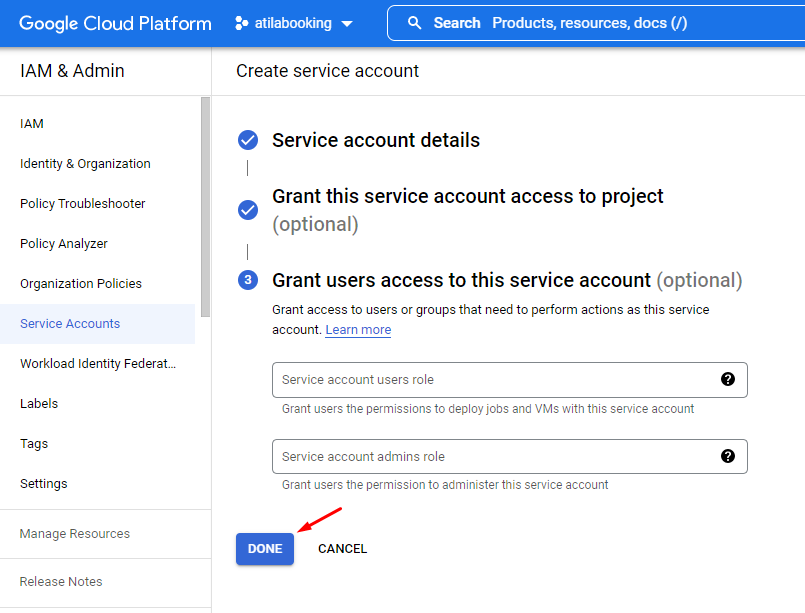 Google Cloud Platform
atilabooking
Search Products, resources, docs (/)
IAM & Admin
Create service account
IAM
Identity & Organization
Policy Troubleshooter
Policy Analyzer
Organization Policies
Service Accounts
Workload Identity Federat...
Labels
Tags
Settings
Manage Resources
Release Notes
Service account details
Grant this service account access to project
(optional)
3
Grant users access to this service account (optional)
Grant access to users or groups that need to perform actions as this service
account. Learn more
Service account users role
?
Grant users the permissions to deploy jobs and VMs with this service account
Service account admins role
?
Grant users the permission to administer this service account
DONE
CANCEL